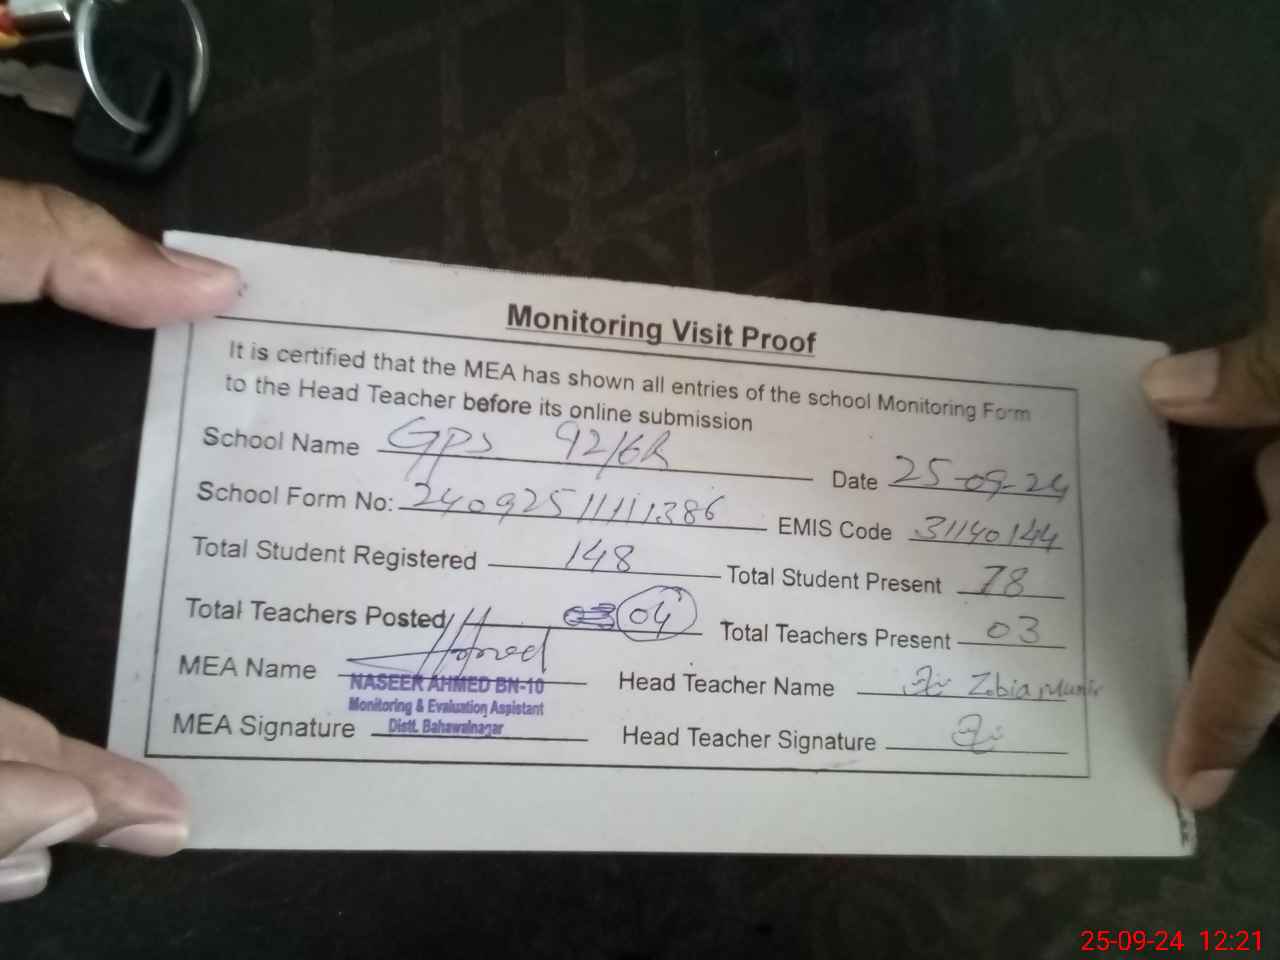 Monitoring Visit Proof
It is certified that the MEA has shown all entries of the school Monitoring Form
to the Head Teacher before its online submission
School Name GPS 92/6R Date 25-09-24
School Form No: 24092511111386 EMIS Code 31140144
Total Student Registered 148 Total Student Present 78
Total Teachers Posted 04 Total Teachers Present 03
MEA Name Head Teacher Name Zobia Munir
NASEER AHMED BN-10
Monitoring & Evaluation Aspistant
MEA Signature Distt. Bahawalnagar Head Teacher Signature
25-09-24 12:21